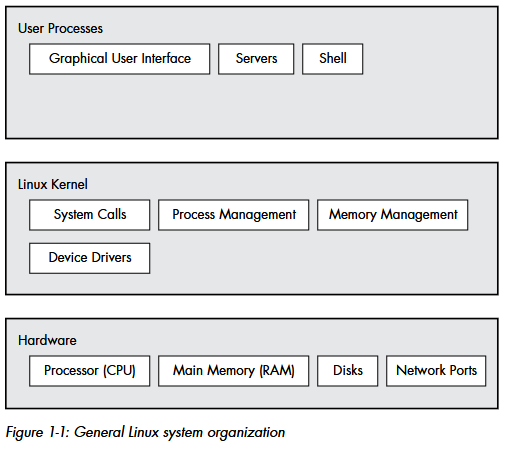 User Processes
Graphical User Interface Servers Shell
Linux Kernel
System Calls Process Management Memory Management
Device Drivers
Hardware
Processor (CPU) Main Memory (RAM) Disks Network Ports
Figure 1-1: General Linux system organization